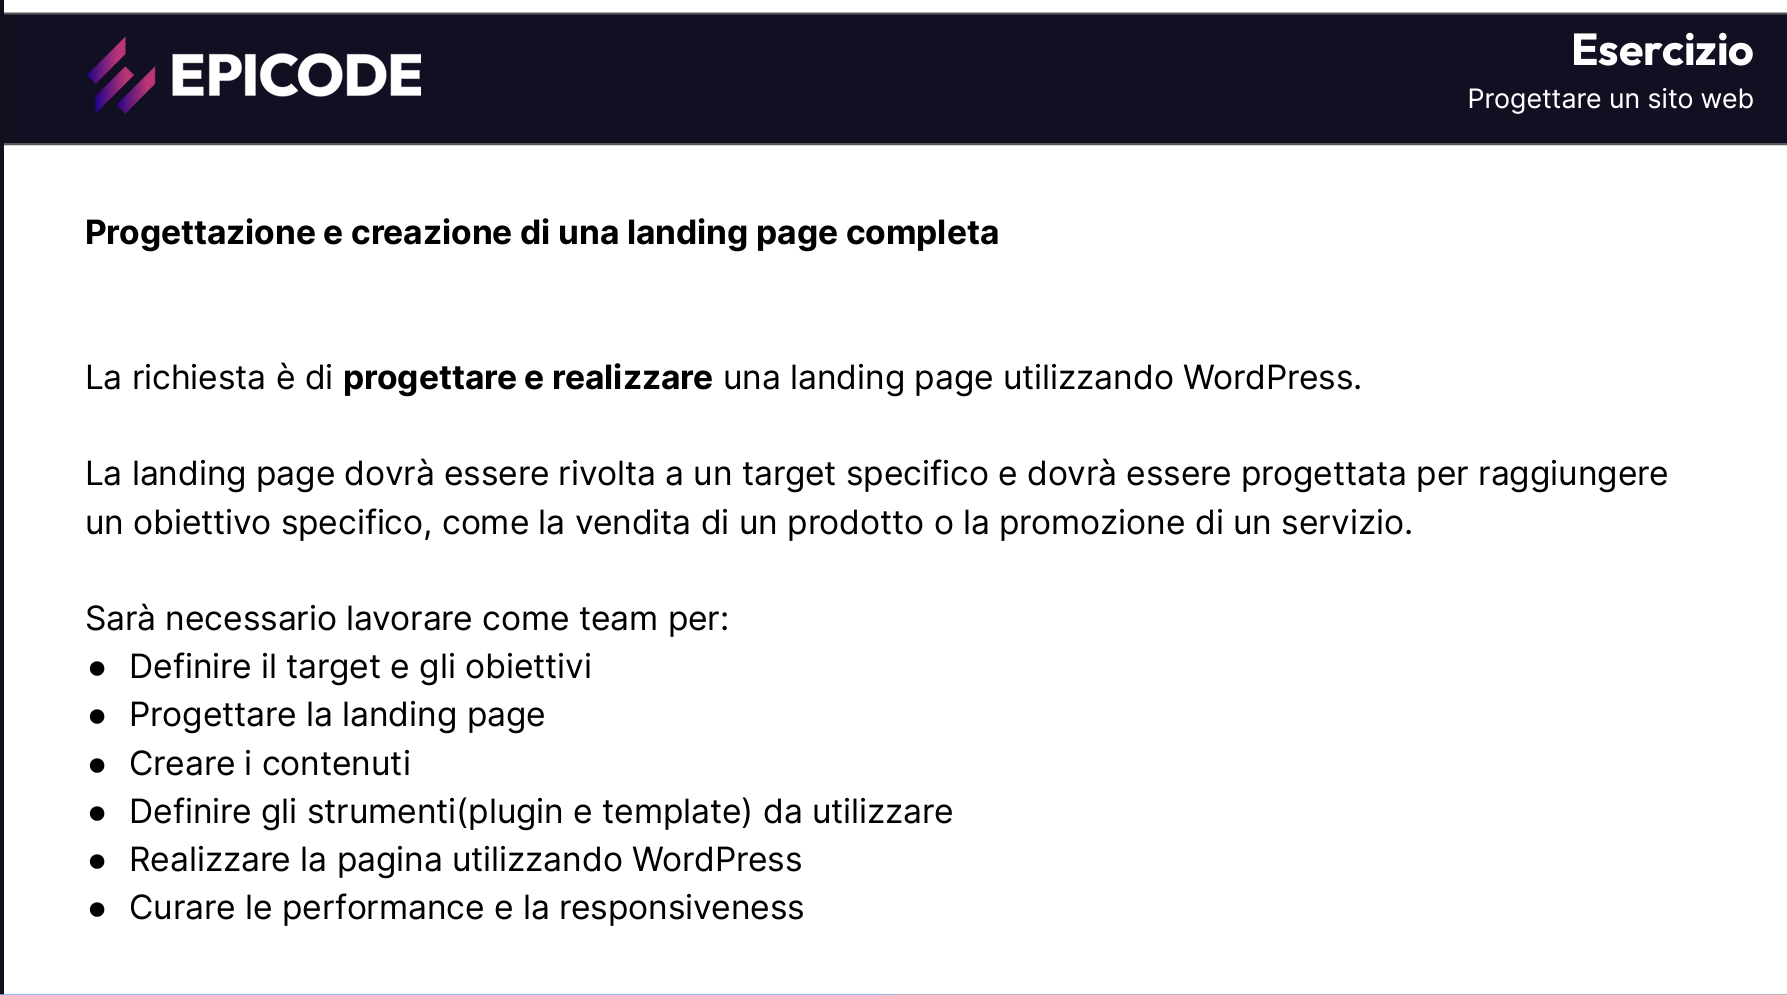 EPICODE
Esercizio
Progettare un sito web
Progettazione e creazione di una landing page completa
La richiesta è di progettare e realizzare una landing page utilizzando WordPress.
La landing page dovrà essere rivolta a un target specifico e dovrà essere progettata per raggiungere
un obiettivo specifico, come la vendita di un prodotto o la promozione di un servizio.
Sarà necessario lavorare come team per:
● Definire il target e gli obiettivi
● Progettare la landing page
● Creare i contenuti
● Definire gli strumenti(plugin e template) da utilizzare
● Realizzare la pagina utilizzando WordPress
● Curare le performance e la responsiveness